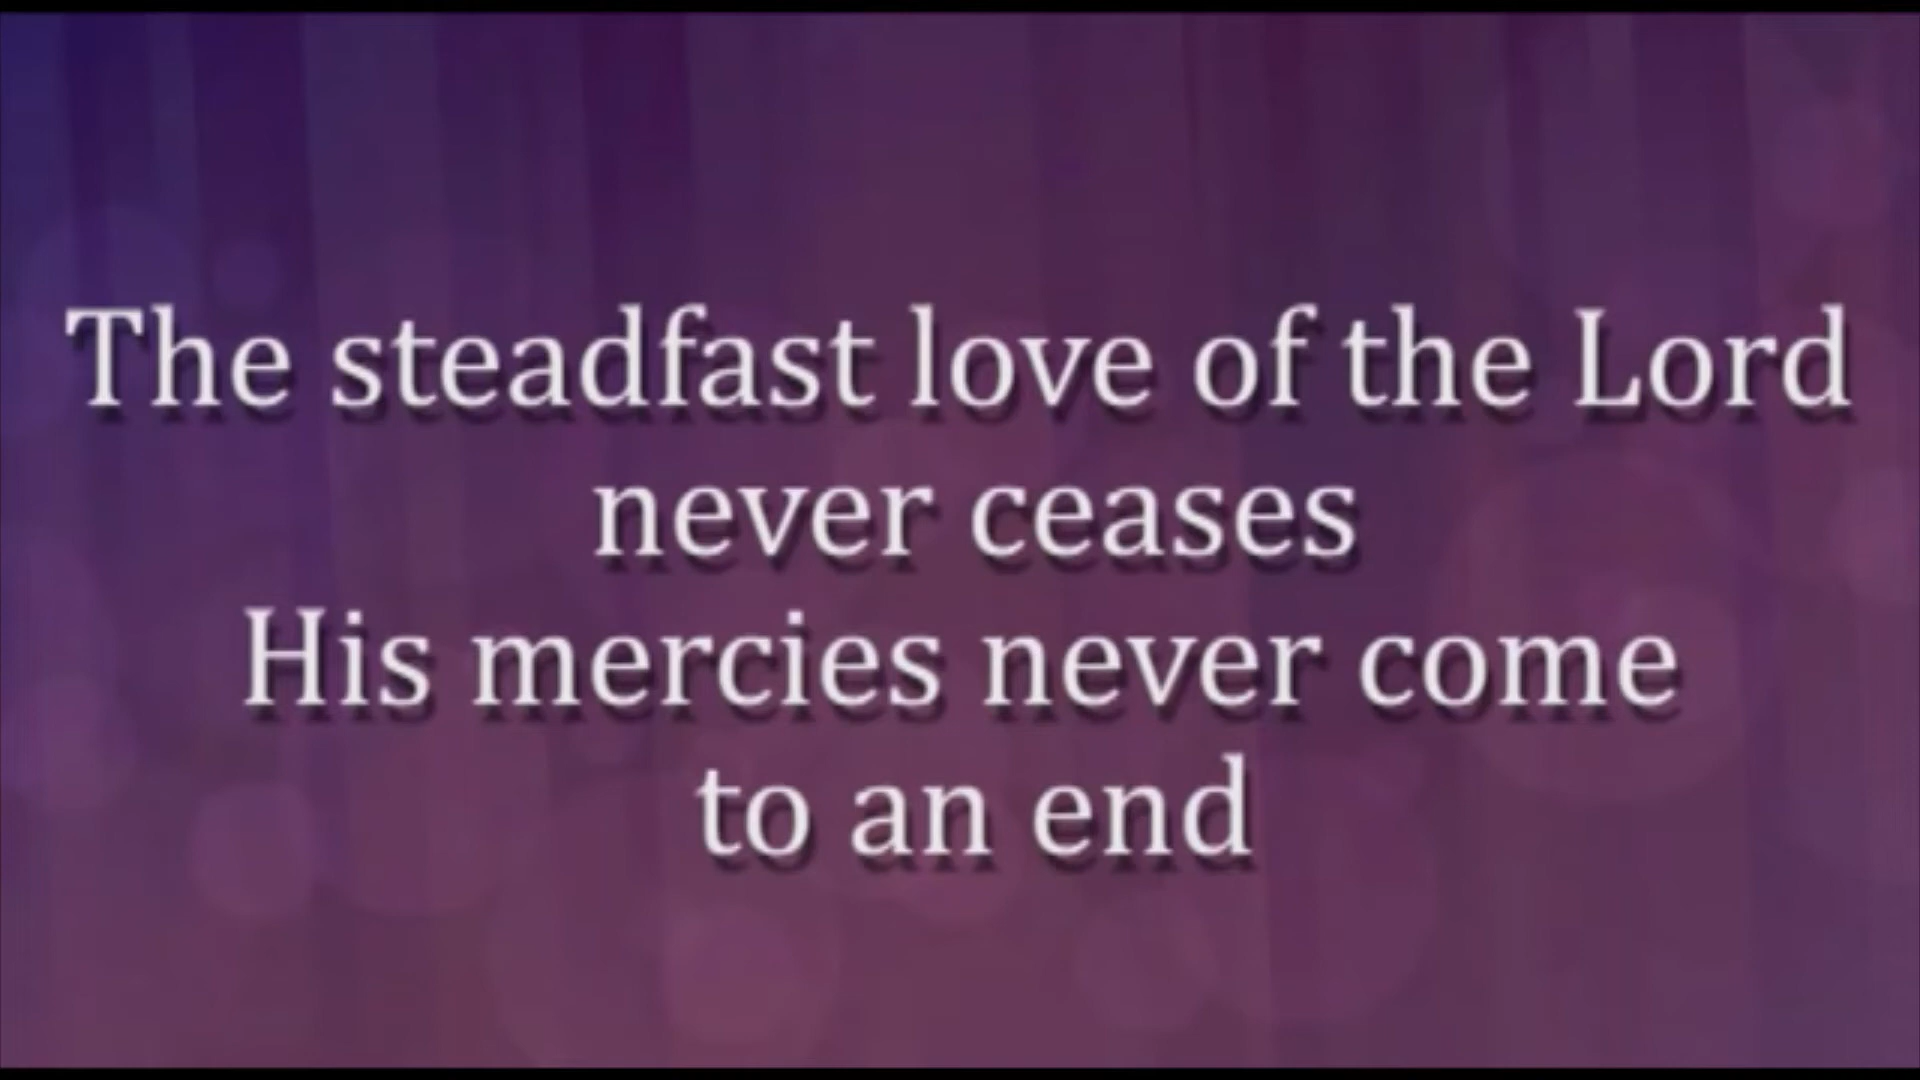 The steadfast love of the Lord
never ceases
His mercies never come
to an end